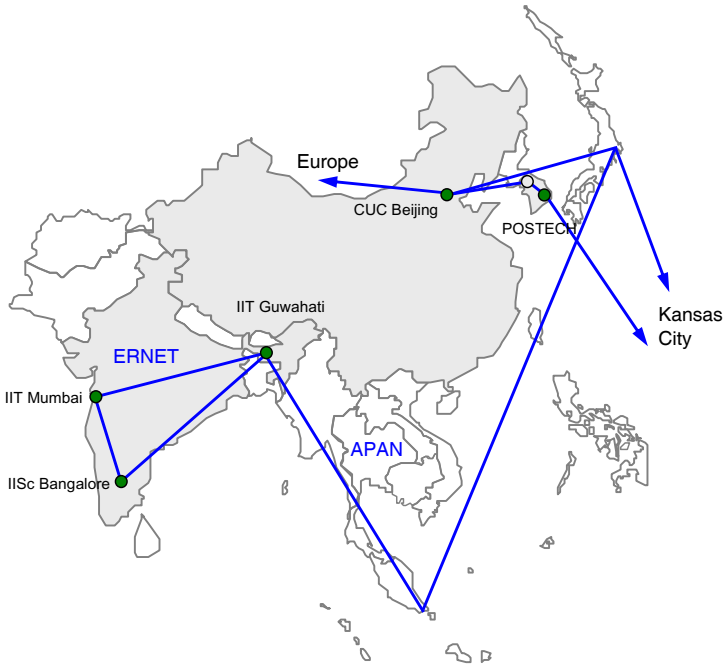 Europe
CUC Beijing
POSTECH
IIT Guwahati
Kansas
City
ERNET
IIT Mumbai
APAN
IISc Bangalore